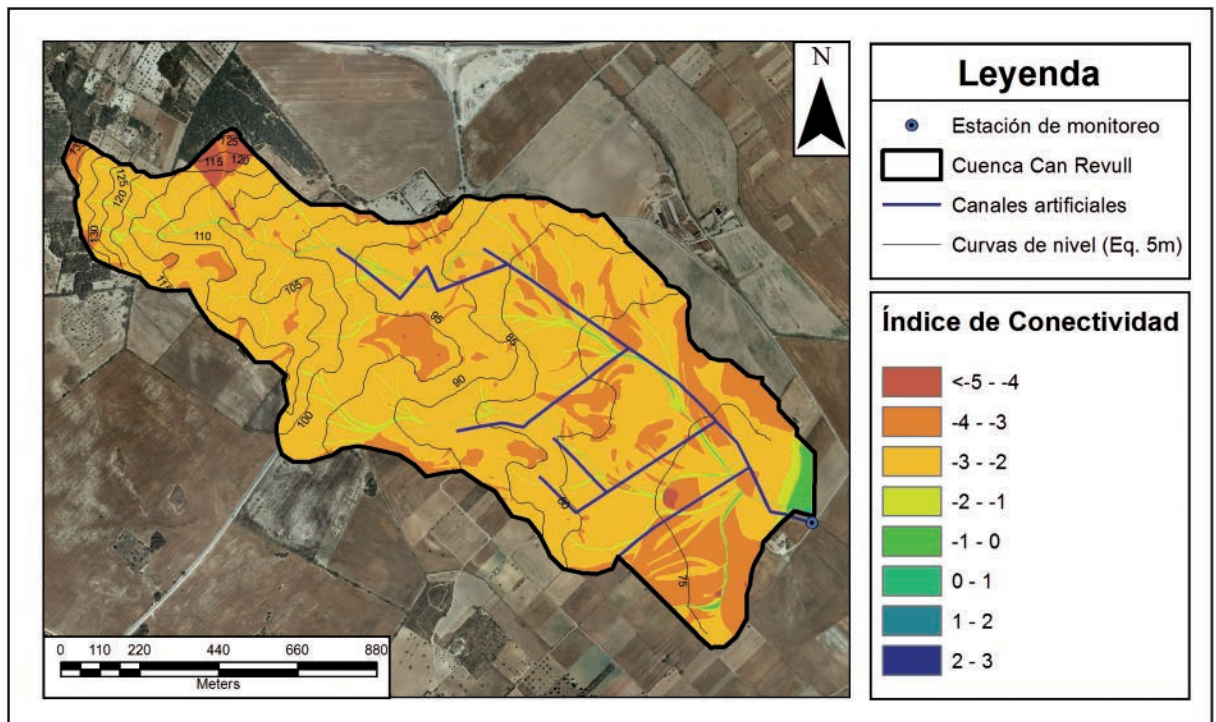 N
125
115
120
125
120
130
110
105
95
85
90
100
80
75
0 110 220 440 660 880
Meters
Leyenda
Estación de monitoreo
Cuenca Can Revull
Canales artificiales
Curvas de nivel (Eq. 5m)
Índice de Conectividad
<-5 - -4
-4 - -3
-3 - -2
-2 - -1
-1 - 0
0 - 1
1 - 2
2 - 3